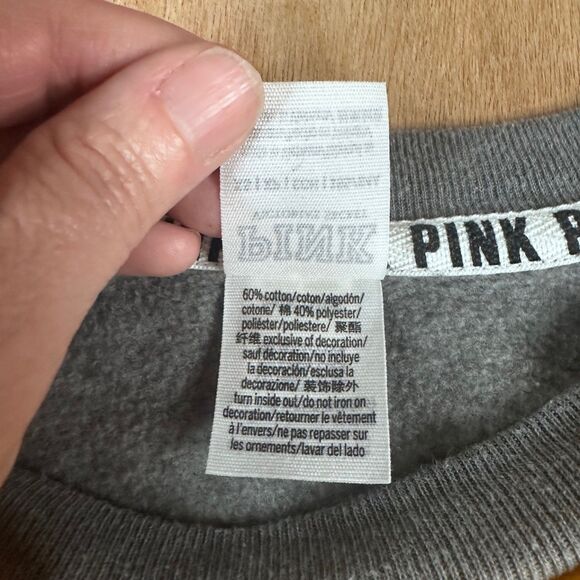 PINK
60% cotton/coton/algodón/
cotone/ 棉 40% polyester/
poliéster/poliestere/ 聚酯
纤维 exclusive of decoration/
sauf décoration/no incluye
la decoración/esclusa la
decorazione/ 装饰除外
turn inside out/do not iron on
decoration/retourner le vêtement
à l'envers/ne pas repasser sur
les ornements/lavar del lado
PINK